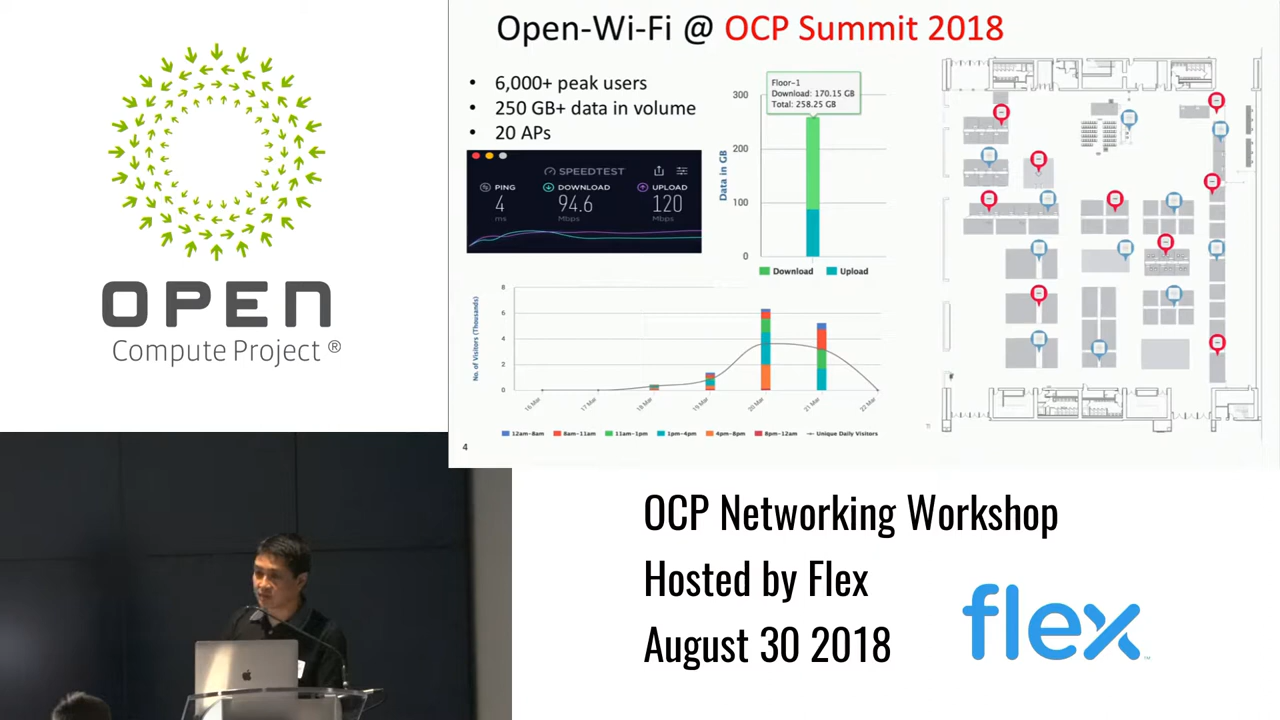 OPEN
Compute Project ®
Open-Wi-Fi @ OCP Summit 2018
• 6,000+ peak users
• 250 GB+ data in volume
• 20 APs
SPEEDTEST
PING
DOWNLOAD
UPLOAD
4
94.6
120
ms
Mbps
Mbps
Floor-1
Download: 170.15 GB
Total: 258.25 GB
Data in GB
300
200
100
0
Download
Upload
No. of Visitors (Thousands)
8
6
4
2
0
16 Mar
17 Mar
18 Mar
19 Mar
20 Mar
21 Mar
22 Mar
12am-8am
8am-11am
11am-1pm
1pm-4pm
4pm-8pm
8pm-12am
Unique Daily Visitors
4
OCP Networking Workshop
Hosted by Flex
August 30 2018
flex
TM